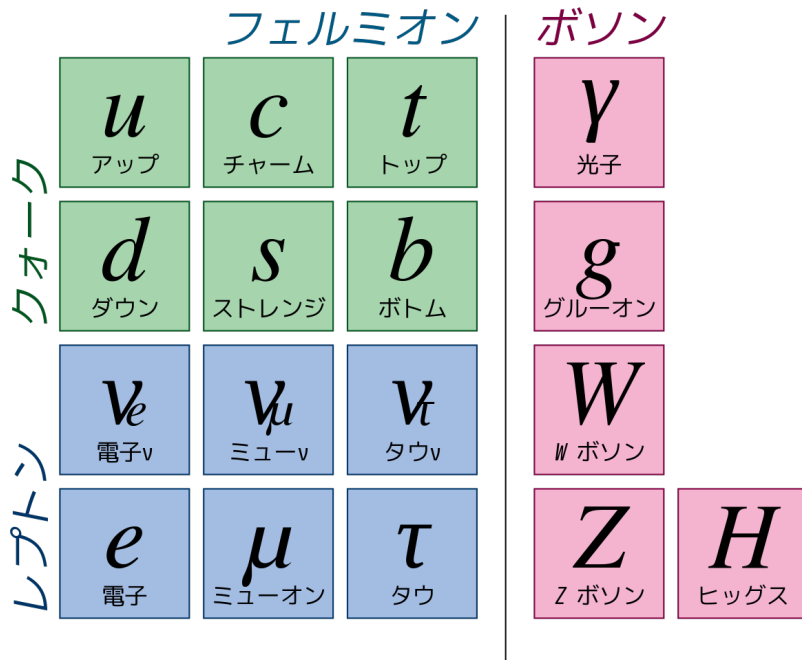 フェルミオン
ボソン
クォーク
u
アップ
c
チャーム
t
トップ
γ
光子
d
ダウン
s
ストレンジ
b
ボトム
g
グルーオン
レプトン
νe
電子ν
νμ
ミューν
ντ
タウν
W
W ボソン
e
電子
μ
ミューオン
τ
タウ
Z
Z ボソン
H
ヒッグス